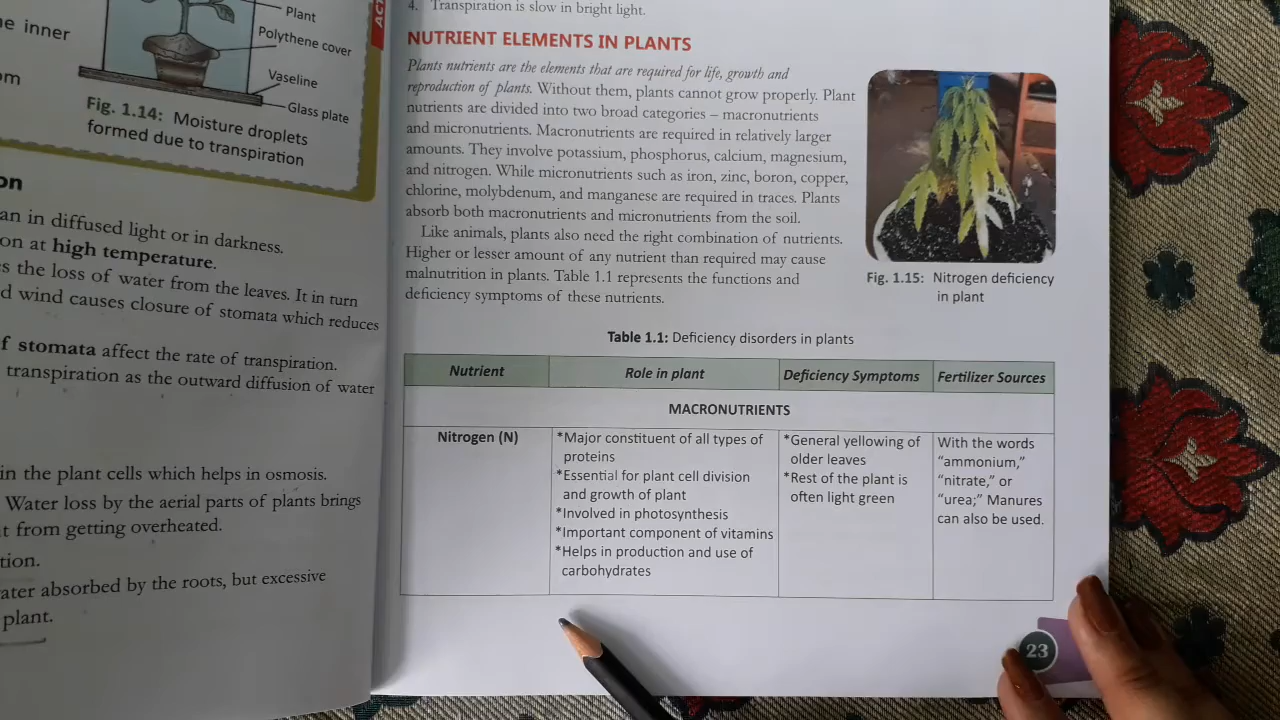 Plant
Polythene cover
Vaseline
Glass plate
ne inner
om
Fig. 1.14: Moisture droplets
formed due to transpiration
on
an in diffused light or in darkness.
on at high temperature.
s the loss of water from the leaves. It in turn
d wind causes closure of stomata which reduces
f stomata affect the rate of transpiration.
transpiration as the outward diffusion of water
in the plant cells which helps in osmosis.
Water loss by the aerial parts of plants brings
t from getting overheated.
tion.
ater absorbed by the roots, but excessive
plant.
AC
4. Transpiration is slow in bright light.
NUTRIENT ELEMENTS IN PLANTS
Plants nutrients are the elements that are required for life, growth and
reproduction of plants. Without them, plants cannot grow properly. Plant
nutrients are divided into two broad categories – macronutrients
and micronutrients. Macronutrients are required in relatively larger
amounts. They involve potassium, phosphorus, calcium, magnesium,
and nitrogen. While micronutrients such as iron, zinc, boron, copper,
chlorine, molybdenum, and manganese are required in traces. Plants
absorb both macronutrients and micronutrients from the soil.
Like animals, plants also need the right combination of nutrients.
Higher or lesser amount of any nutrient than required may cause
malnutrition in plants. Table 1.1 represents the functions and
deficiency symptoms of these nutrients.
Fig. 1.15: Nitrogen deficiency
in plant
Table 1.1: Deficiency disorders in plants
Nutrient Role in plant Deficiency Symptoms Fertilizer Sources
MACRONUTRIENTS
Nitrogen (N)
*Major constituent of all types of
proteins
*Essential for plant cell division
and growth of plant
*Involved in photosynthesis
*Important component of vitamins
*Helps in production and use of
carbohydrates
*General yellowing of
older leaves
*Rest of the plant is
often light green
With the words
“ammonium,”
“nitrate,” or
“urea;” Manures
can also be used.
23